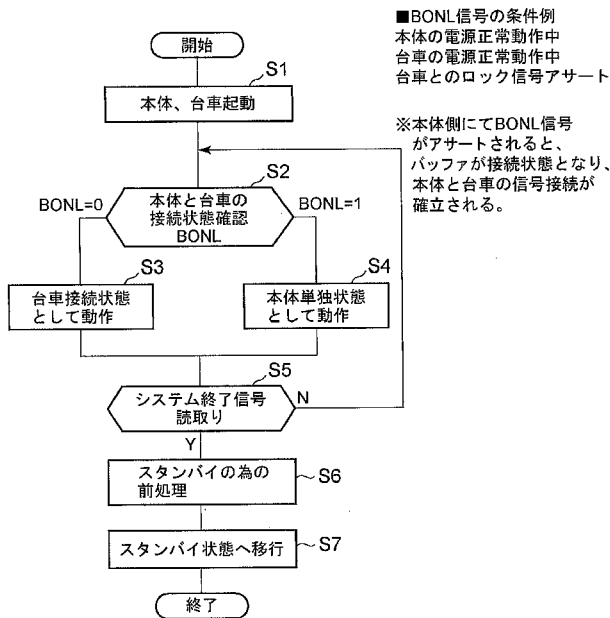 ■BONL信号の条件例
本体の電源正常動作中
台車の電源正常動作中
台車とのロック信号アサート
※本体側にてBONL信号
がアサートされると、
バッファが接続状態となり、
本体と台車の信号接続が
確立される。
開始
S1
本体、台車起動
S2
BONL=0
本体と台車の
接続状態確認
BONL
BONL=1
S3
台車接続状態
として動作
S4
本体単独状態
として動作
S5
システム終了信号
読取り
N
Y
スタンバイの為の
前処理
S6
スタンバイ状態へ移行
S7
終了